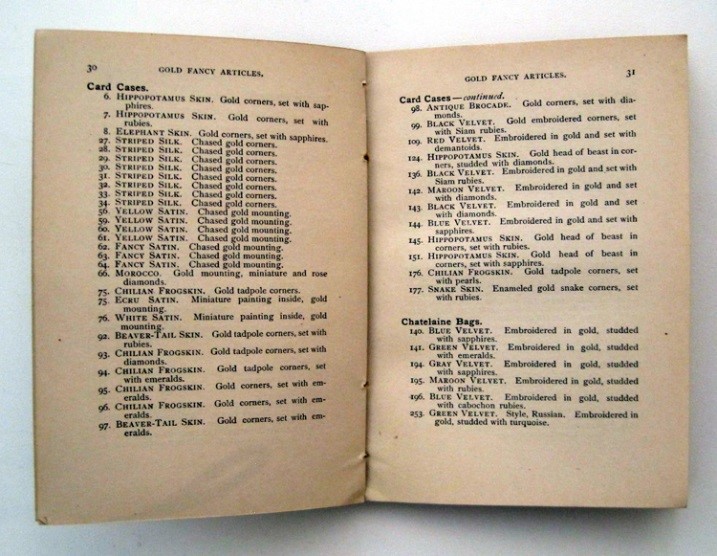 30
GOLD FANCY ARTICLES.
Card Cases.
6. HIPPOPOTAMUS SKIN. Gold corners, set with sap-
phires.
7. HIPPOPOTAMUS SKIN. Gold corners, set with
rubies.
8. ELEPHANT SKIN. Gold corners, set with sapphires.
27. STRIPED SILK. Chased gold corners.
28. STRIPED SILK. Chased gold corners.
29. STRIPED SILK. Chased gold corners.
30. STRIPED SILK. Chased gold corners.
31. STRIPED SILK. Chased gold corners.
32. STRIPED SILK. Chased gold corners.
33. STRIPED SILK. Chased gold corners.
34. STRIPED SILK. Chased gold corners.
56. YELLOW SATIN. Chased gold mounting.
59. YELLOW SATIN. Chased gold mounting.
60. YELLOW SATIN. Chased gold mounting.
61. YELLOW SATIN. Chased gold mounting.
62. FANCY SATIN. Chased gold mounting.
63. FANCY SATIN. Chased gold mounting.
64. FANCY SATIN. Chased gold mounting.
66. MOROCCO. Gold mounting, miniature and rose
diamonds.
75. CHILIAN FROGSKIN. Gold tadpole corners.
75. ECRU SATIN. Miniature painting inside, gold
mounting.
76. WHITE SATIN. Miniature painting inside, gold
mounting.
92. BEAVER-TAIL SKIN. Gold tadpole corners, set with
rubies.
93. CHILIAN FROGSKIN. Gold tadpole corners, set with
diamonds.
94. CHILIAN FROGSKIN. Gold tadpole corners, set
with emeralds.
95. CHILIAN FROGSKIN. Gold corners, set with em-
eralds.
96. CHILIAN FROGSKIN. Gold corners, set with em-
eralds.
97. BEAVER-TAIL SKIN. Gold corners, set with em-
eralds.
GOLD FANCY ARTICLES.
31
Card Cases—continued.
98. ANTIQUE BROCADE. Gold corners, set with dia-
monds.
99. BLACK VELVET. Gold embroidered corners, set
with Siam rubies.
109. RED VELVET. Embroidered in gold and set with
demantoids.
124. HIPPOPOTAMUS SKIN. Gold head of beast in cor-
ners, studded with diamonds.
136. BLACK VELVET. Embroidered in gold and set with
Siam rubies.
142. MAROON VELVET. Embroidered in gold and set
with diamonds.
143. BLACK VELVET. Embroidered in gold and set
with diamonds.
144. BLUE VELVET. Embroidered in gold and set with
sapphires.
145. HIPPOPOTAMUS SKIN. Gold head of beast in
corners, set with rubies.
151. HIPPOPOTAMUS SKIN. Gold head of beast in
corners, set with sapphires.
176. CHILIAN FROGSKIN. Gold tadpole corners, set
with pearls.
177. SNAKE SKIN. Enameled gold snake corners, set
with rubies.
Chatelaine Bags.
140. BLUE VELVET. Embroidered in gold, studded
with sapphires.
141. GREEN VELVET. Embroidered in gold, studded
with emeralds.
194. GRAY VELVET. Embroidered in gold, studded
with sapphires.
195. MAROON VELVET. Embroidered in gold, studded
with rubies.
196. BLUE VELVET. Embroidered in gold, studded
with cabochon rubies.
253. GREEN VELVET. Style, Russian. Embroidered in
gold, studded with turquoise.